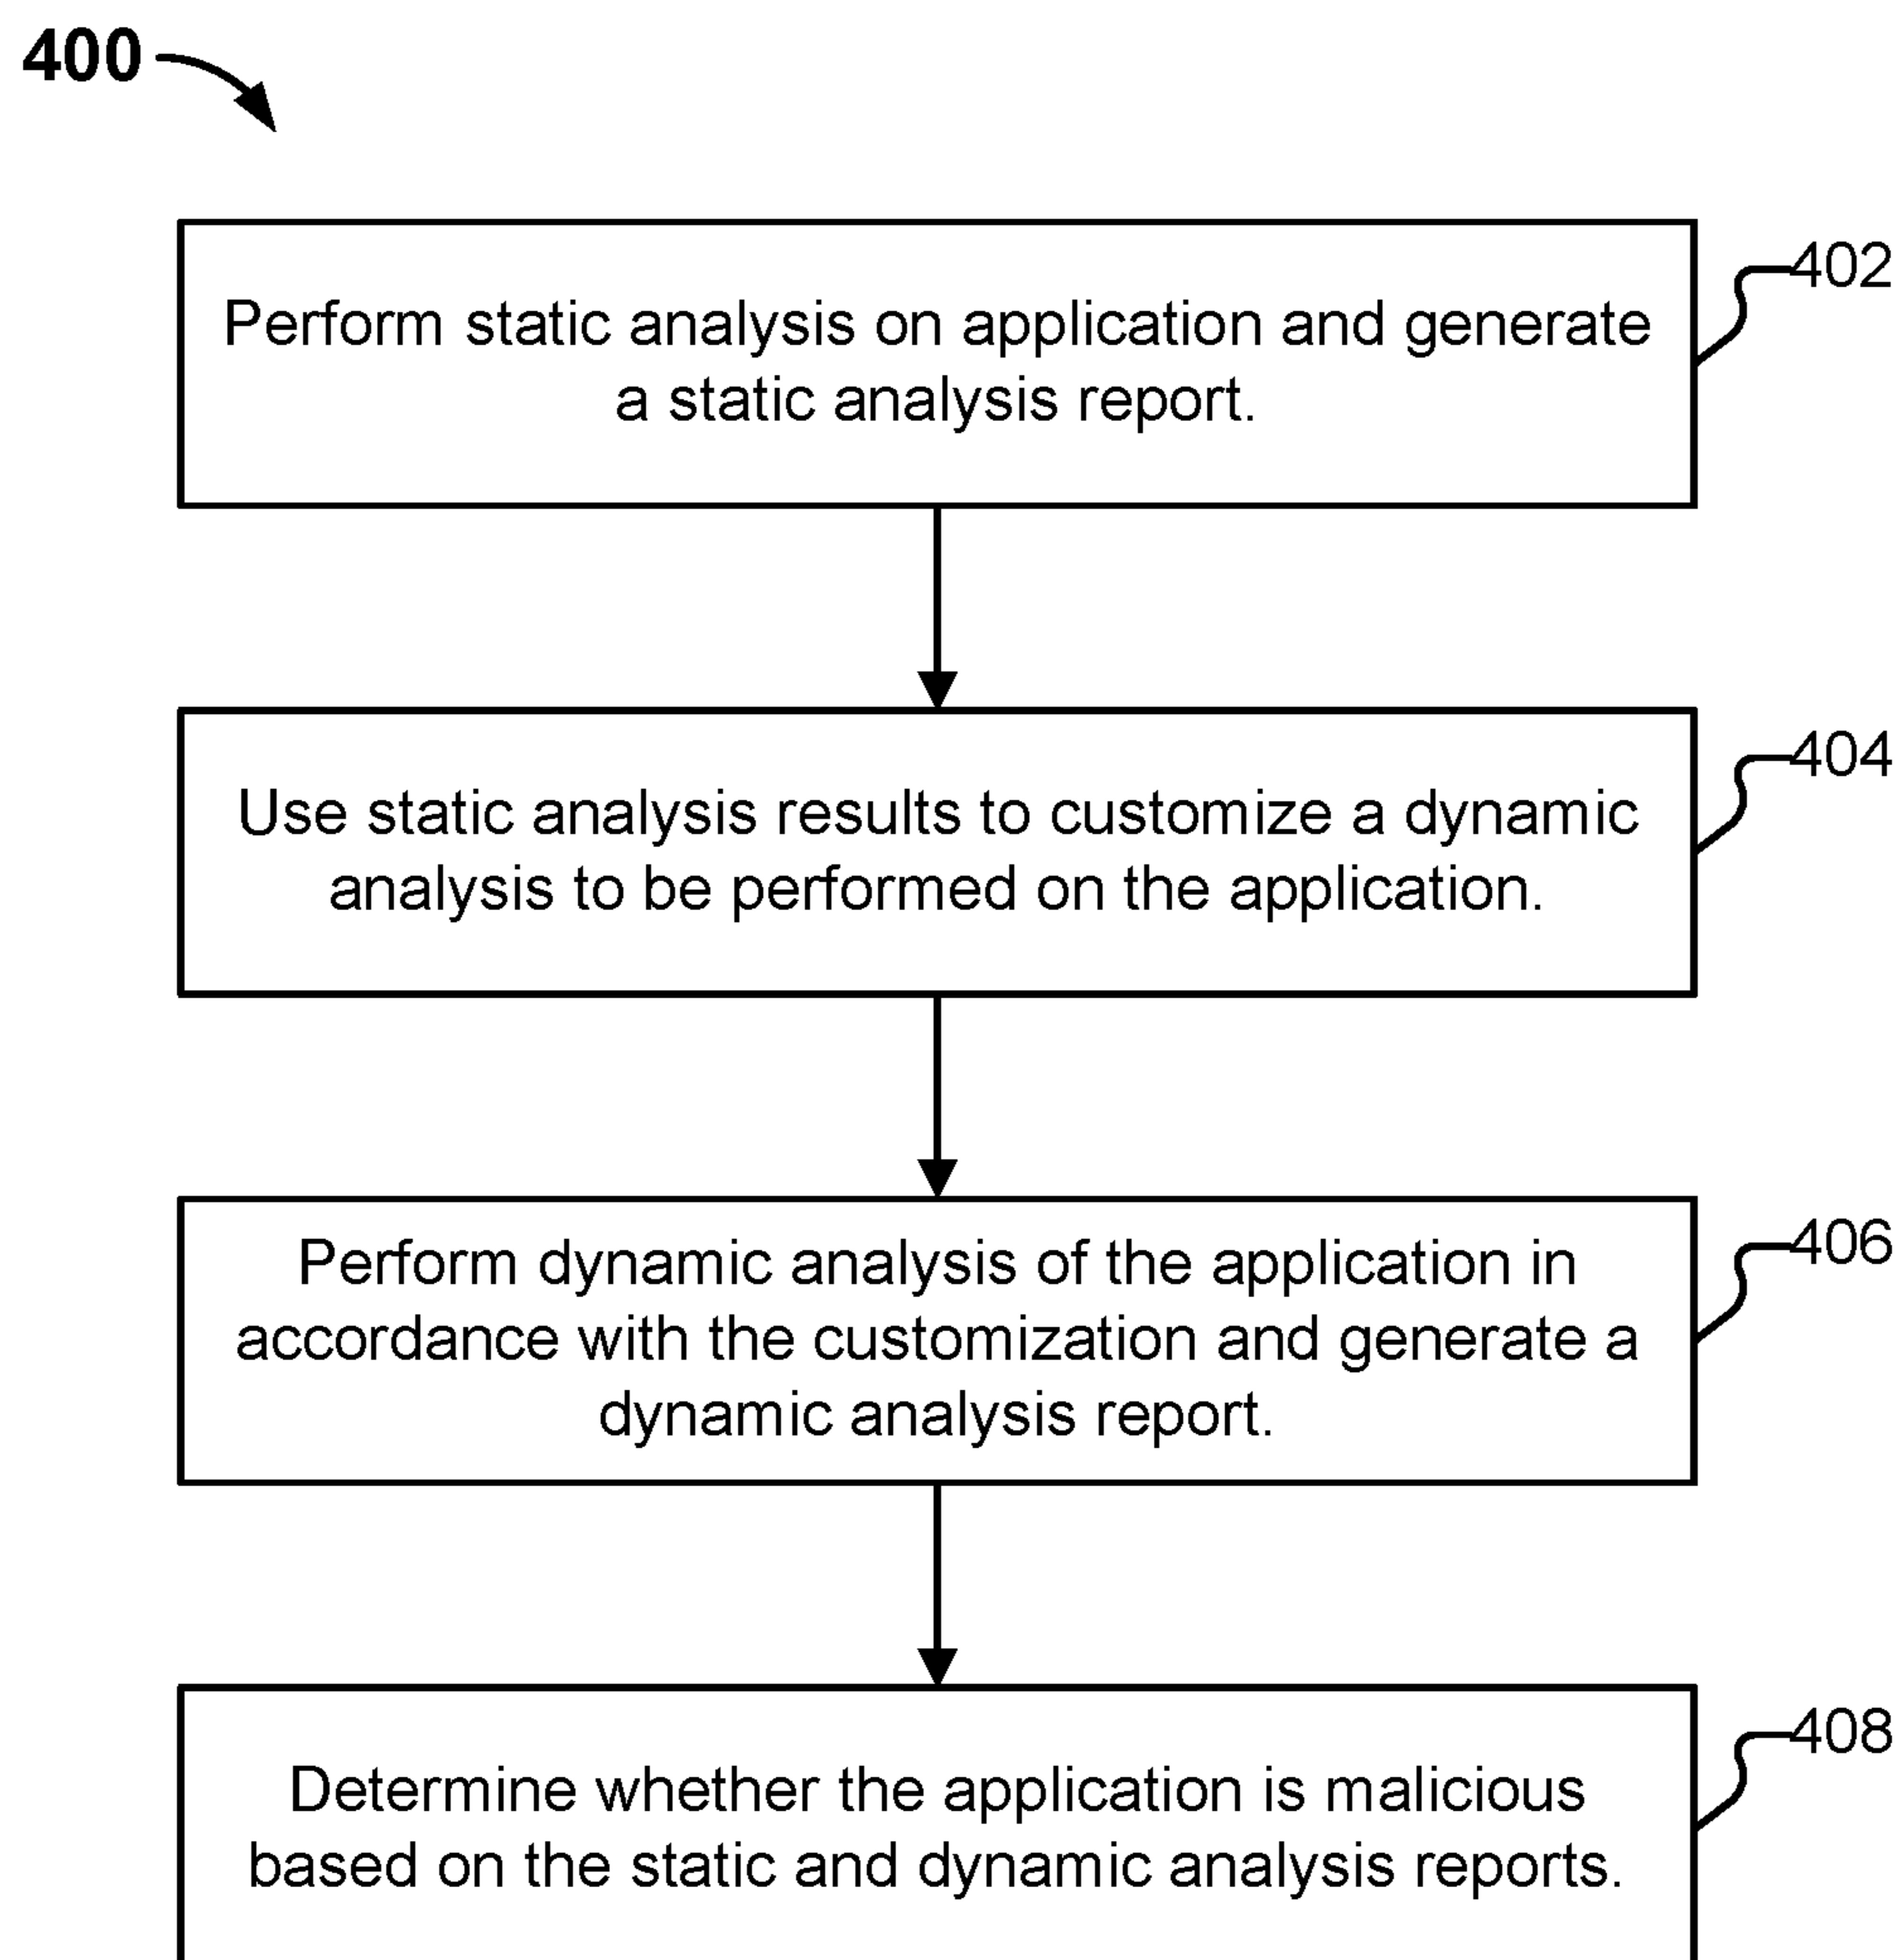 400
402
Perform static analysis on application and generate
a static analysis report.
404
Use static analysis results to customize a dynamic
analysis to be performed on the application.
406
Perform dynamic analysis of the application in
accordance with the customization and generate a
dynamic analysis report.
408
Determine whether the application is malicious
based on the static and dynamic analysis reports.